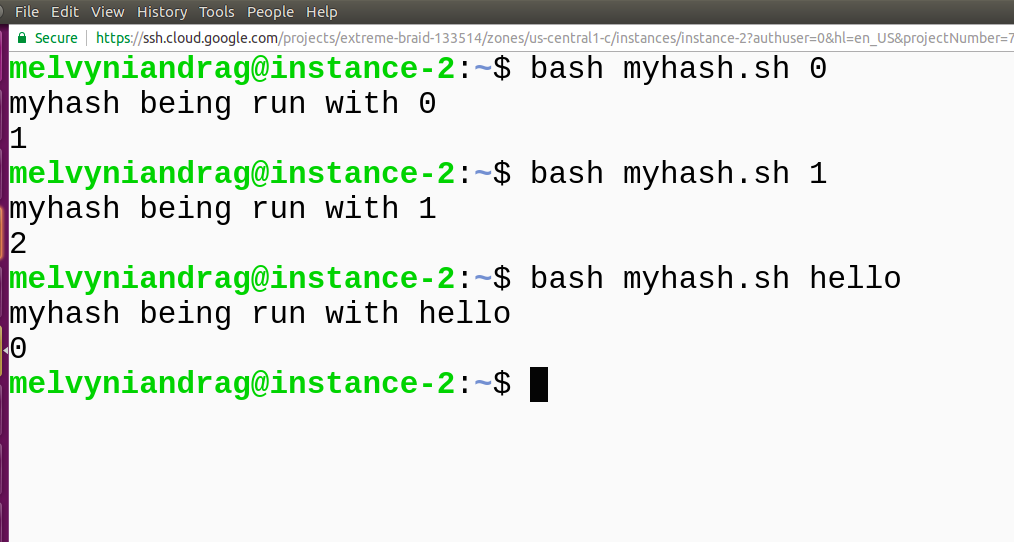 File Edit View History Tools People Help
Secure https://ssh.cloud.google.com/projects/extreme-braid-133514/zones/us-central1-c/instances/instance-2?authuser=0&hl=en_US&projectNumber=7
melvyniandrag@instance-2:~$ bash myhash.sh 0
myhash being run with 0
1
melvyniandrag@instance-2:~$ bash myhash.sh 1
myhash being run with 1
2
melvyniandrag@instance-2:~$ bash myhash.sh hello
myhash being run with hello
0
melvyniandrag@instance-2:~$